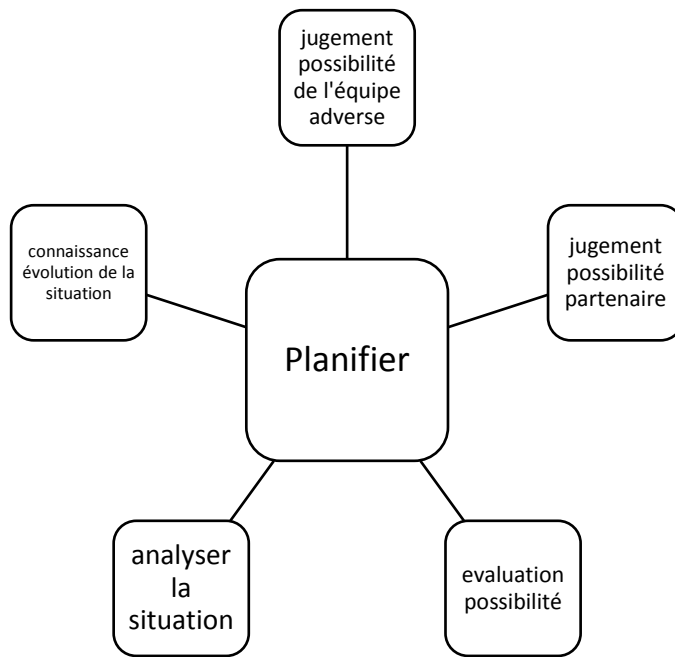 jugement
possibilité
de l'équipe
adverse
connaissance
évolution de la
situation
jugement
possibilité
partenaire
Planifier
analyser
la
situation
evaluation
possibilité